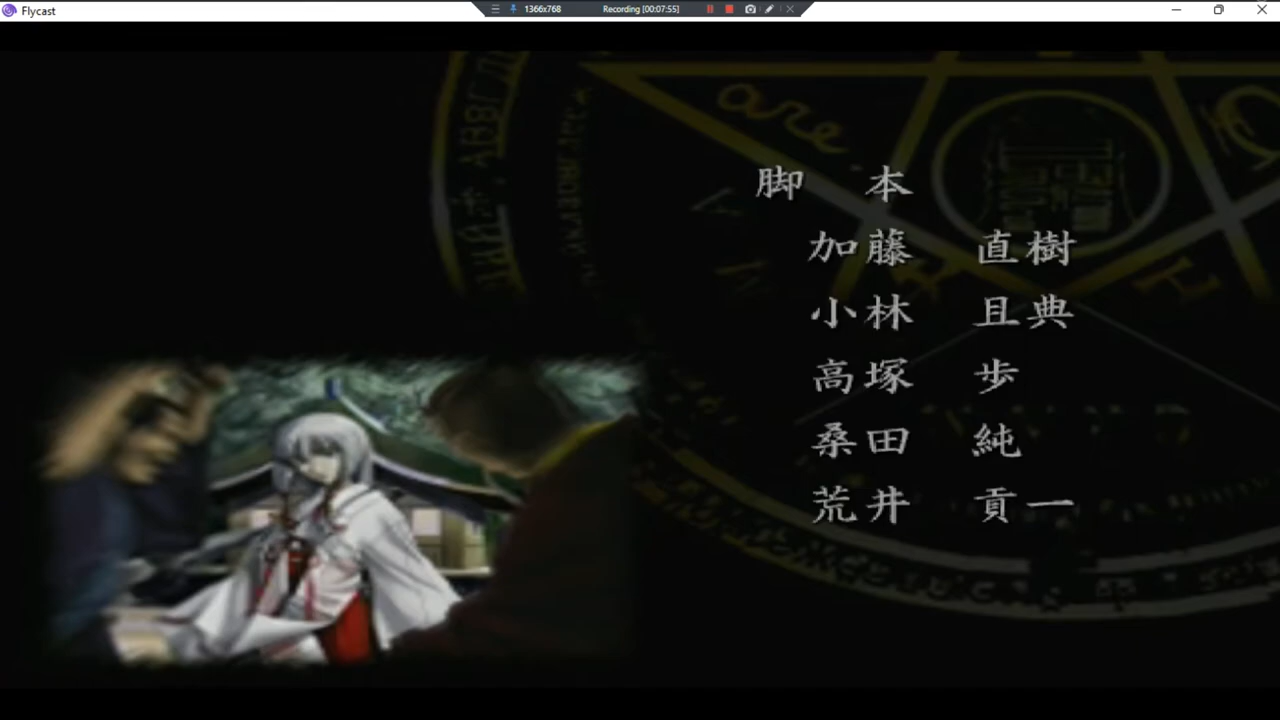 Flycast
1366x768
Recording [00:07:55]
are
脚 本
加藤 直樹
小林 且典
高塚 歩
桑田 純
荒井 貢一